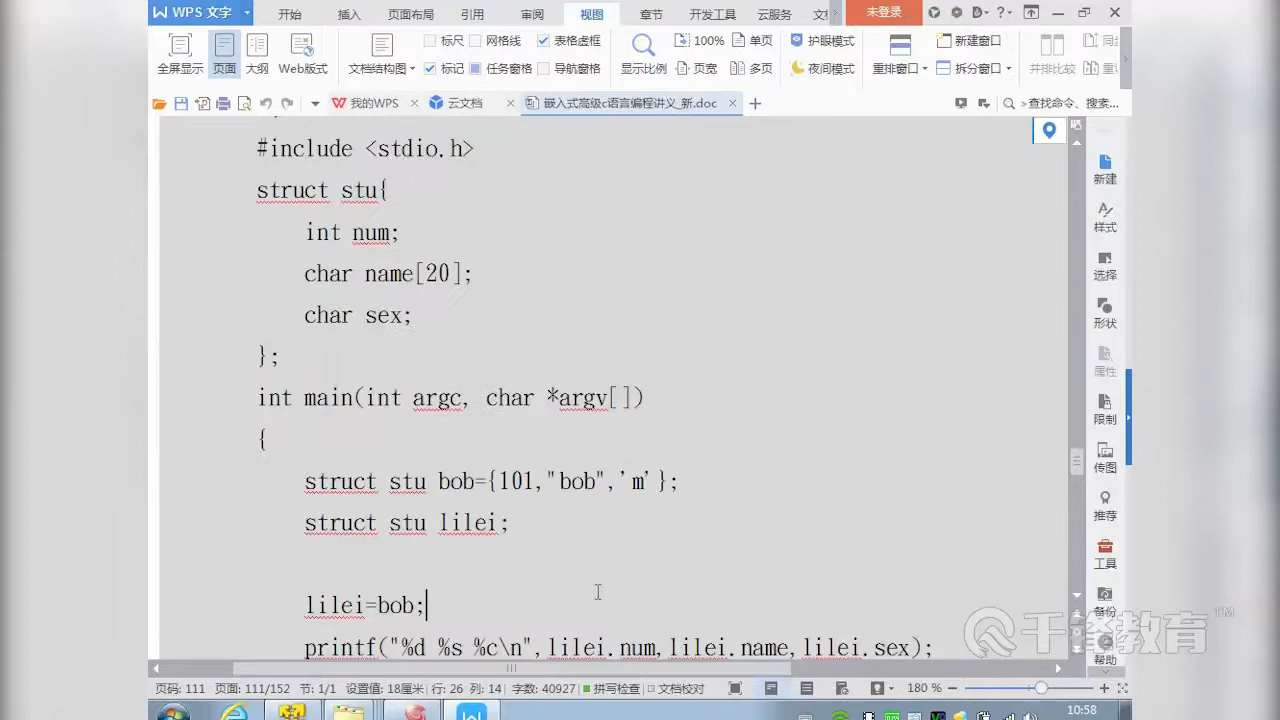 WPS 文字 开始 插入 页面布局 引用 审阅 视图 章节 开发工具 云服务 未登录
标尺 网格线 表格虚框 100% 单页 护眼模式 新建窗口
全屏显示 页面 大纲 Web版式 文档结构图 标记 任务窗格 导航窗格 显示比例 页宽 多页 夜间模式 重排窗口 拆分窗口 并排比较
我的WPS 云文档 嵌入式高级c语言编程讲义_新.doc >查找命令、搜索...
#include <stdio.h>
struct stu{
int num;
char name[20];
char sex;
};
int main(int argc, char *argv[])
{
struct stu bob={101,"bob",'m'};
struct stu lilei;
lilei=bob;
printf("%d %s %c\n",lilei.num,lilei.name,lilei.sex);
新建
样式
选择
形状
属性
限制
传图
推荐
工具
备份
帮助
千锋教育TM
页码: 111 页面: 111/152 节: 1/1 设置值: 18厘米 行: 26 列: 14 字数: 40927 拼写检查 文档校对 180 %
10:58